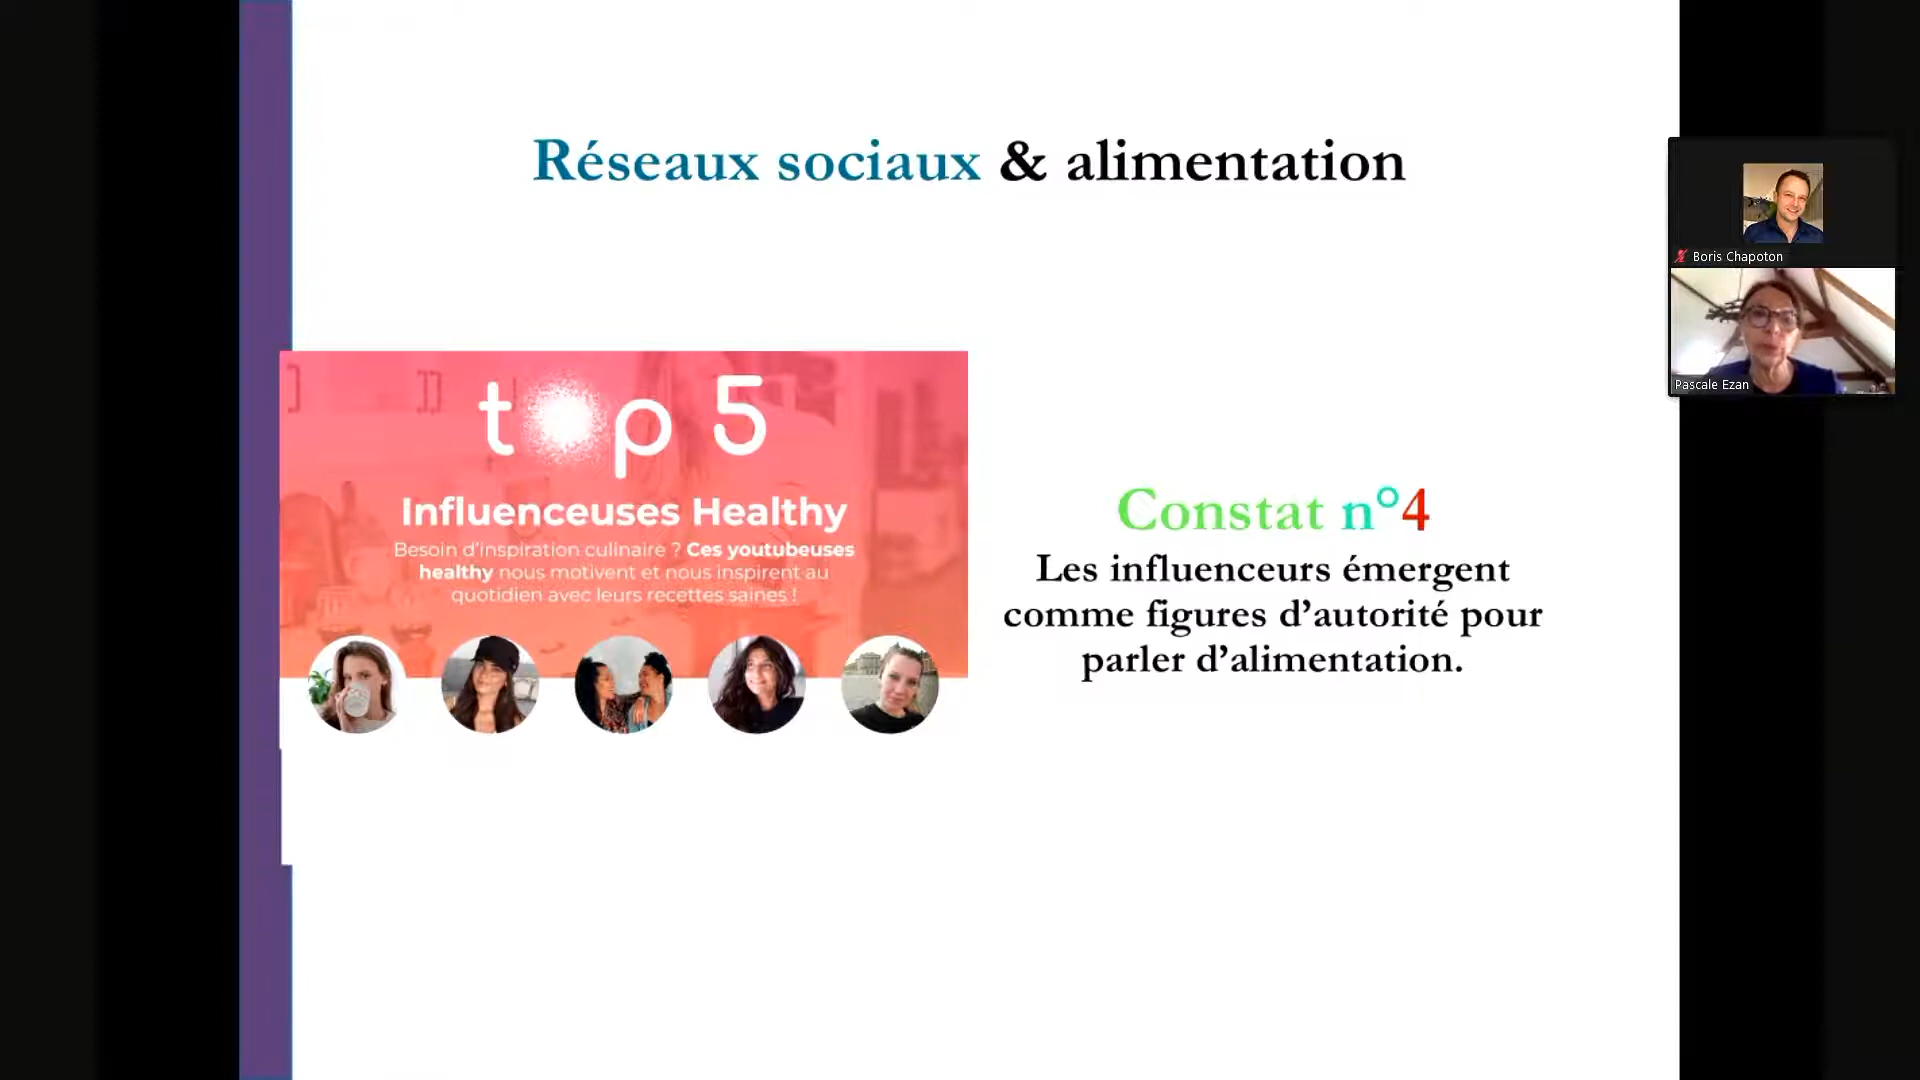 Réseaux sociaux & alimentation
top 5
Influenceuses Healthy
Besoin d'inspiration culinaire ? Ces youtubeuses
healthy nous motivent et nous inspirent au
quotidien avec leurs recettes saines !
Constat n°4
Les influenceurs émergent
comme figures d'autorité pour
parler d'alimentation.
Boris Chapoton
Pascale Ezan